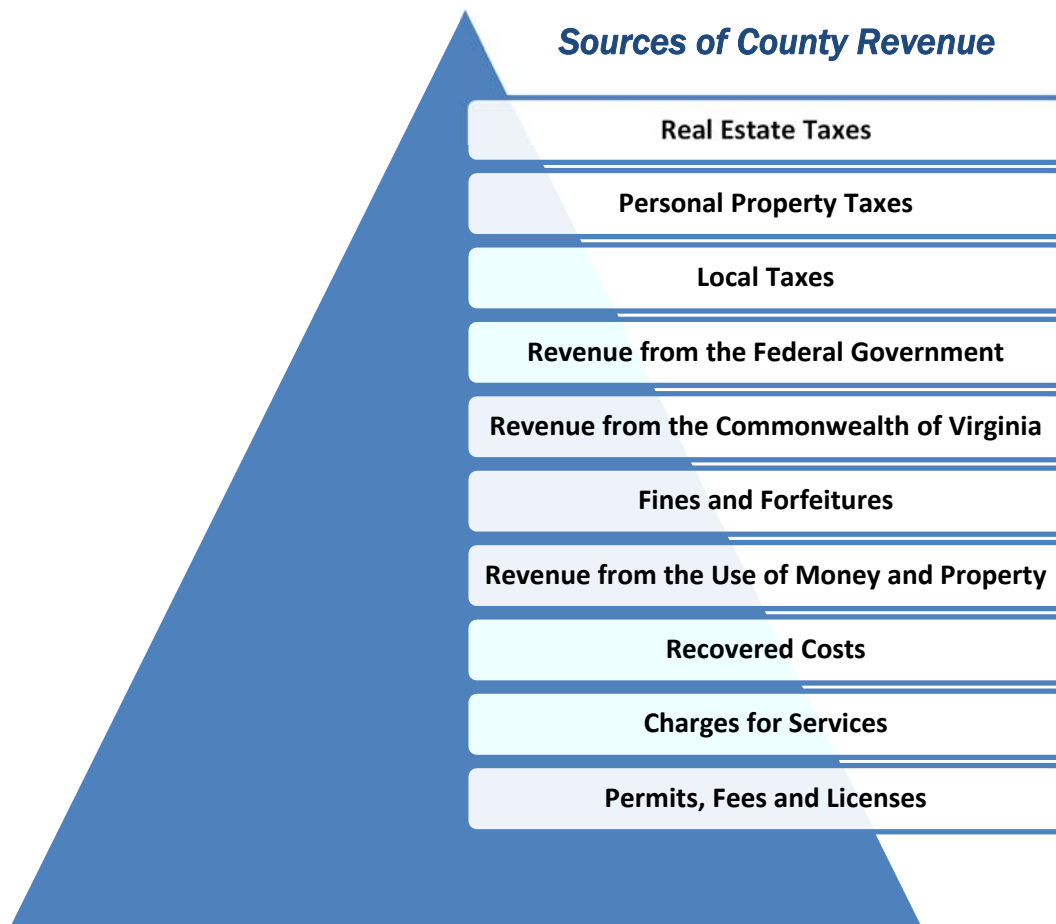 Sources of County Revenue
Real Estate Taxes
Personal Property Taxes
Local Taxes
Revenue from the Federal Government
Revenue from the Commonwealth of Virginia
Fines and Forfeitures
Revenue from the Use of Money and Property
Recovered Costs
Charges for Services
Permits, Fees and Licenses